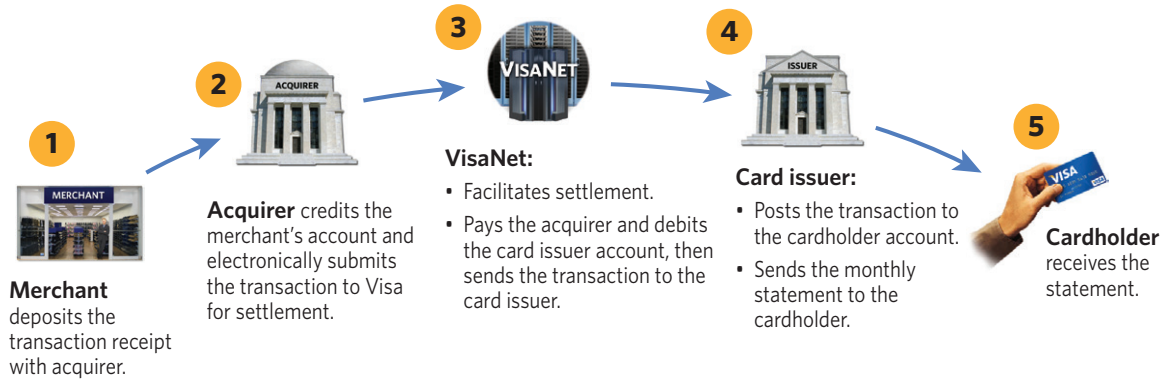 1
MERCHANT
Merchant
deposits the
transaction receipt
with acquirer.
2
ACQUIRER
Acquirer credits the
merchant's account and
electronically submits
the transaction to Visa
for settlement.
3
VISANET
VisaNet:
• Facilitates settlement.
• Pays the acquirer and debits
the card issuer account, then
sends the transaction to the
card issuer.
4
ISSUER
Card issuer:
• Posts the transaction to
the cardholder account.
• Sends the monthly
statement to the
cardholder.
5
VISA
VISA
Cardholder
receives the
statement.